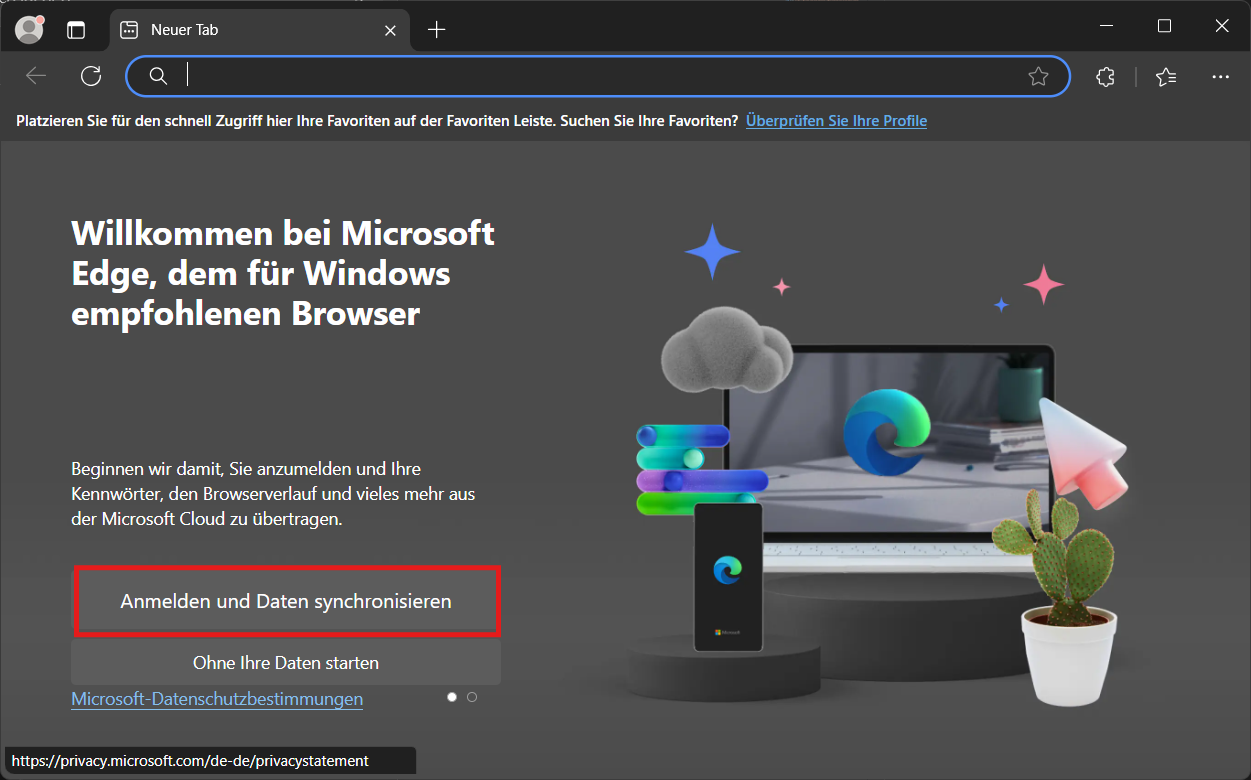 Neuer Tab
Platzieren Sie für den schnell Zugriff hier Ihre Favoriten auf der Favoriten Leiste. Suchen Sie Ihre Favoriten? Überprüfen Sie Ihre Profile
Willkommen bei Microsoft
Edge, dem für Windows
empfohlenen Browser
Beginnen wir damit, Sie anzumelden und Ihre
Kennwörter, den Browserverlauf und vieles mehr aus
der Microsoft Cloud zu übertragen.
Anmelden und Daten synchronisieren
Ohne Ihre Daten starten
Microsoft-Datenschutzbestimmungen
Microsoft
https://privacy.microsoft.com/de-de/privacystatement